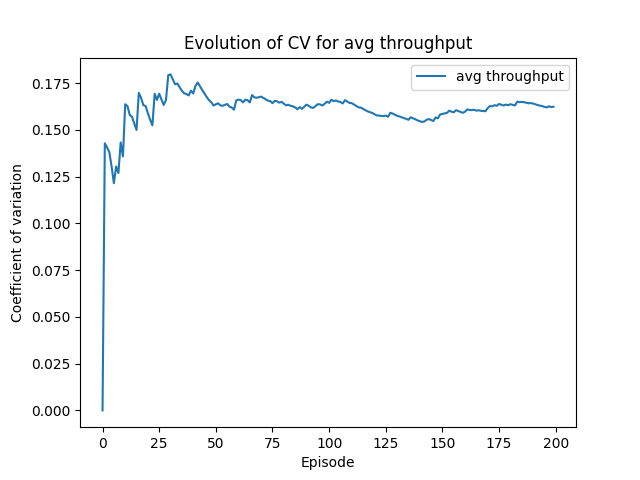 Evolution of CV for avg throughput
avg throughput
Coefficient of variation
0.175
0.150
0.125
0.100
0.075
0.050
0.025
0.000
0 25 50 75 100 125 150 175 200
Episode